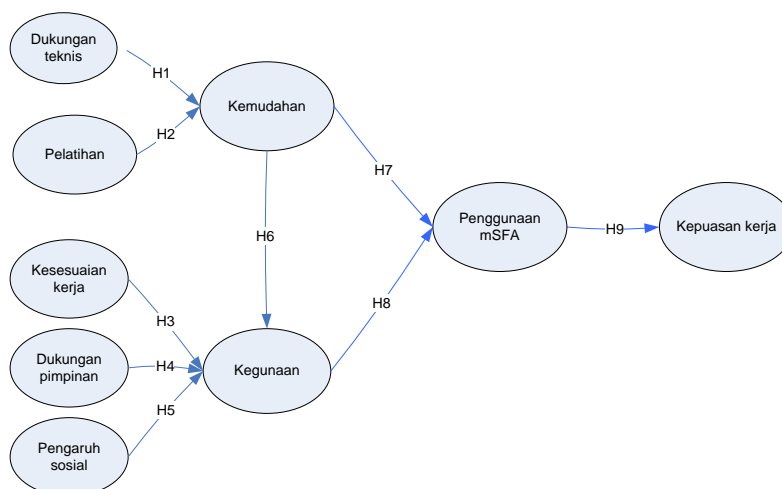 Dukungan
teknis
H1
Kemudahan
H2
Pelatihan
H7
Penggunaan
mSFA
H9
Kepuasan kerja
H6
Kesesuaian
kerja
H3
H8
Dukungan
pimpinan
H4
Kegunaan
H5
Pengaruh
sosial